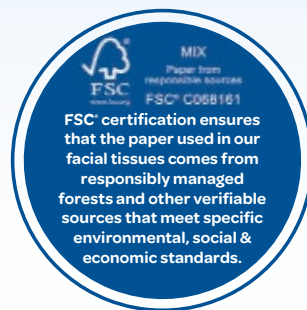 FSC
MIX
Paper from
responsible sources
FSC® C068161
FSC® certification ensures
that the paper used in our
facial tissues comes from
responsibly managed
forests and other verifiable
sources that meet specific
environmental, social &
economic standards.